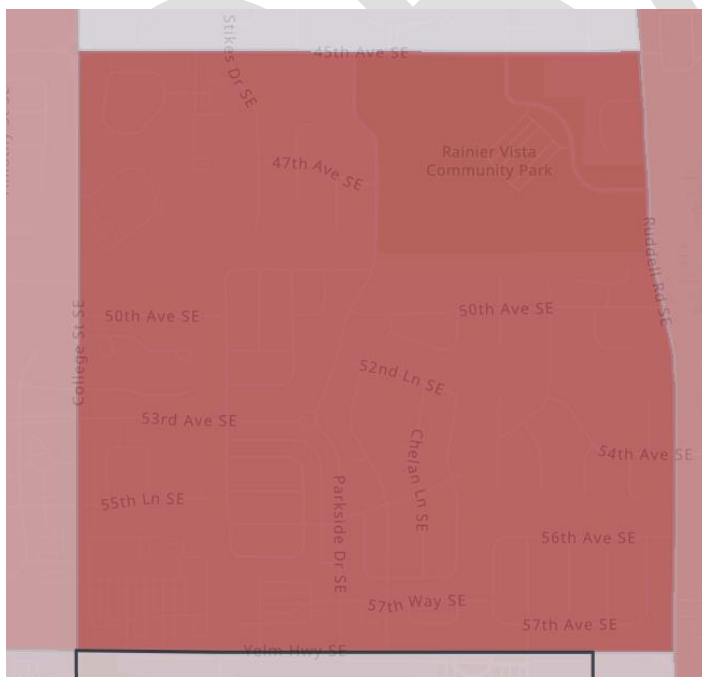 Stikes Dr SE
45th Ave SE
47th Ave SE
Rainier Vista
Community Park
Ruddell Rd SE
50th Ave SE
50th Ave SE
College St SE
52nd Ln SE
53rd Ave SE
Chelan Ln SE
54th Ave SE
55th Ln SE
Parkside Dr SE
56th Ave SE
57th Way SE
57th Ave SE
Yelm Hwy SE